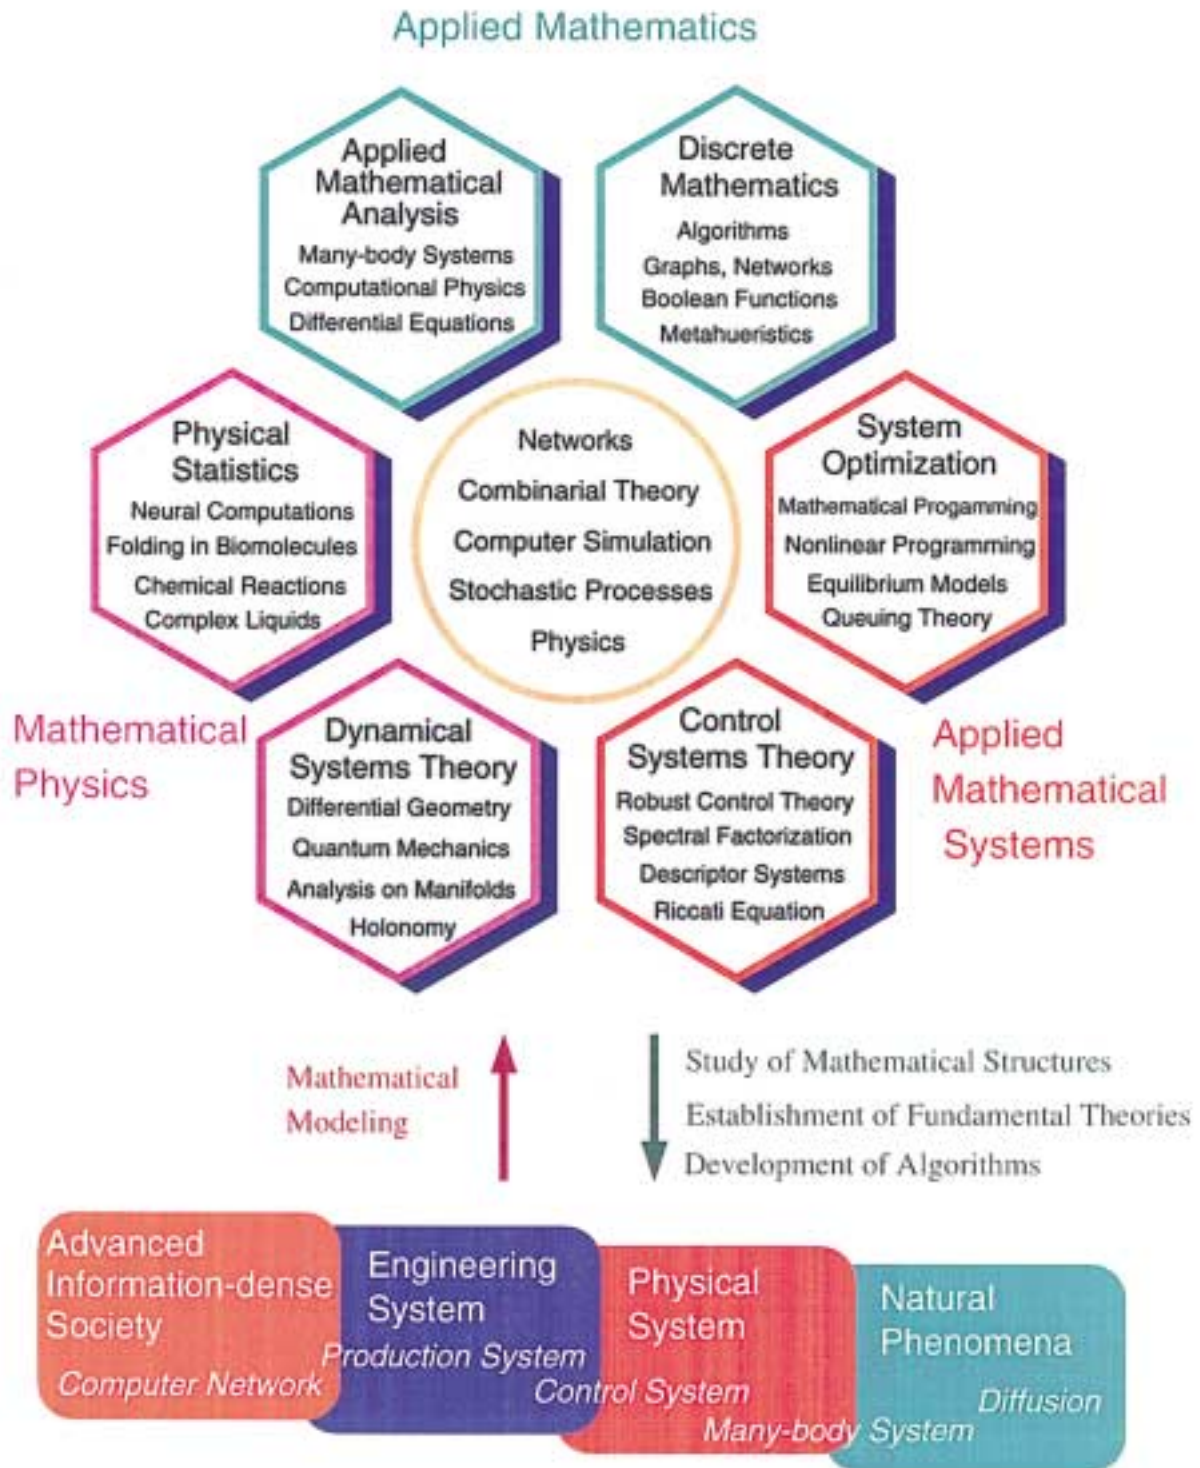 Applied Mathematics
Applied
Mathematical
Analysis
Many-body Systems
Computational Physics
Differential Equations
Discrete
Mathematics
Algorithms
Graphs, Networks
Boolean Functions
Metahueristics
Physical
Statistics
Neural Computations
Folding in Biomolecules
Chemical Reactions
Complex Liquids
Networks
Combinarial Theory
Computer Simulation
Stochastic Processes
Physics
System
Optimization
Mathematical Progamming
Nonlinear Programming
Equilibrium Models
Queuing Theory
Mathematical
Physics
Dynamical
Systems Theory
Differential Geometry
Quantum Mechanics
Analysis on Manifolds
Holonomy
Control
Systems Theory
Robust Control Theory
Spectral Factorization
Descriptor Systems
Riccati Equation
Applied
Mathematical
Systems
Mathematical
Modeling
Study of Mathematical Structures
Establishment of Fundamental Theories
Development of Algorithms
Advanced
Information-dense
Society
Computer Network
Engineering
System
Production System
Physical
System
Control System
Natural
Phenomena
Many-body System
Diffusion